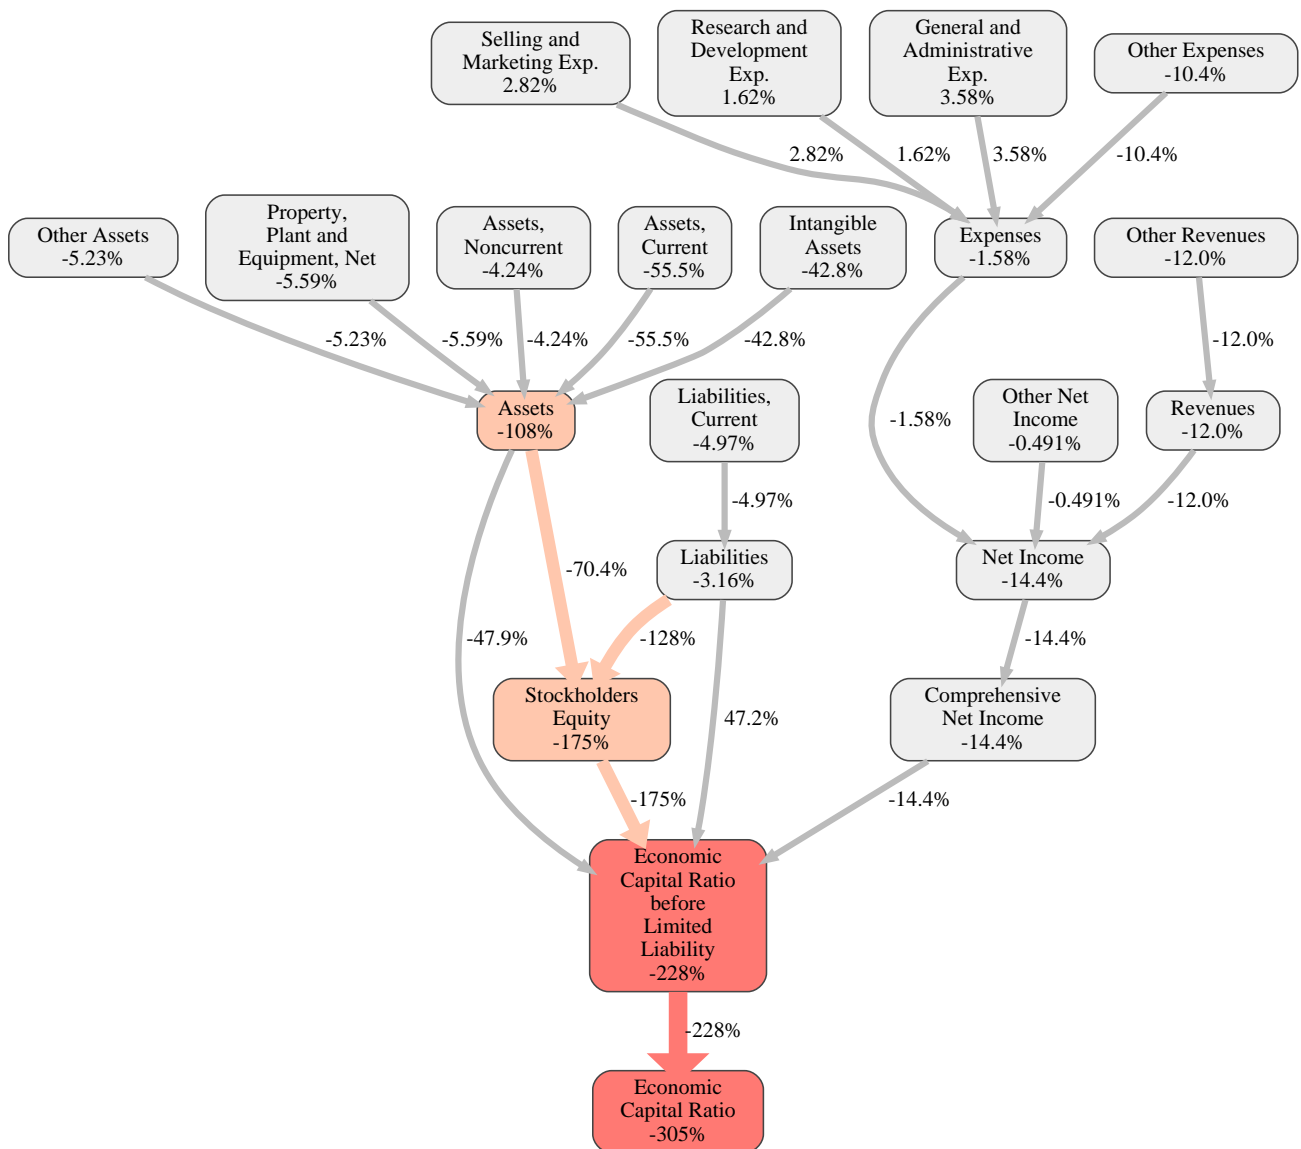 Selling and
Marketing Exp.
2.82%
Research and
Development
Exp.
1.62%
General and
Administrative
Exp.
3.58%
Other Expenses
-10.4%
2.82%
1.62%
3.58%
-10.4%
Other Assets
-5.23%
Property,
Plant and
Equipment, Net
-5.59%
Assets,
Noncurrent
-4.24%
Assets,
Current
-55.5%
Intangible
Assets
-42.8%
Expenses
-1.58%
Other Revenues
-12.0%
-5.23%
-5.59%
-4.24%
-55.5%
-42.8%
-12.0%
Assets
-108%
Liabilities,
Current
-4.97%
-1.58%
Other Net
Income
-0.491%
Revenues
-12.0%
-4.97%
-0.491%
-12.0%
-70.4%
Liabilities
-3.16%
Net Income
-14.4%
-47.9%
-128%
-14.4%
Stockholders
Equity
-175%
47.2%
Comprehensive
Net Income
-14.4%
-175%
-14.4%
Economic
Capital Ratio
before
Limited
Liability
-228%
-228%
Economic
Capital Ratio
-305%